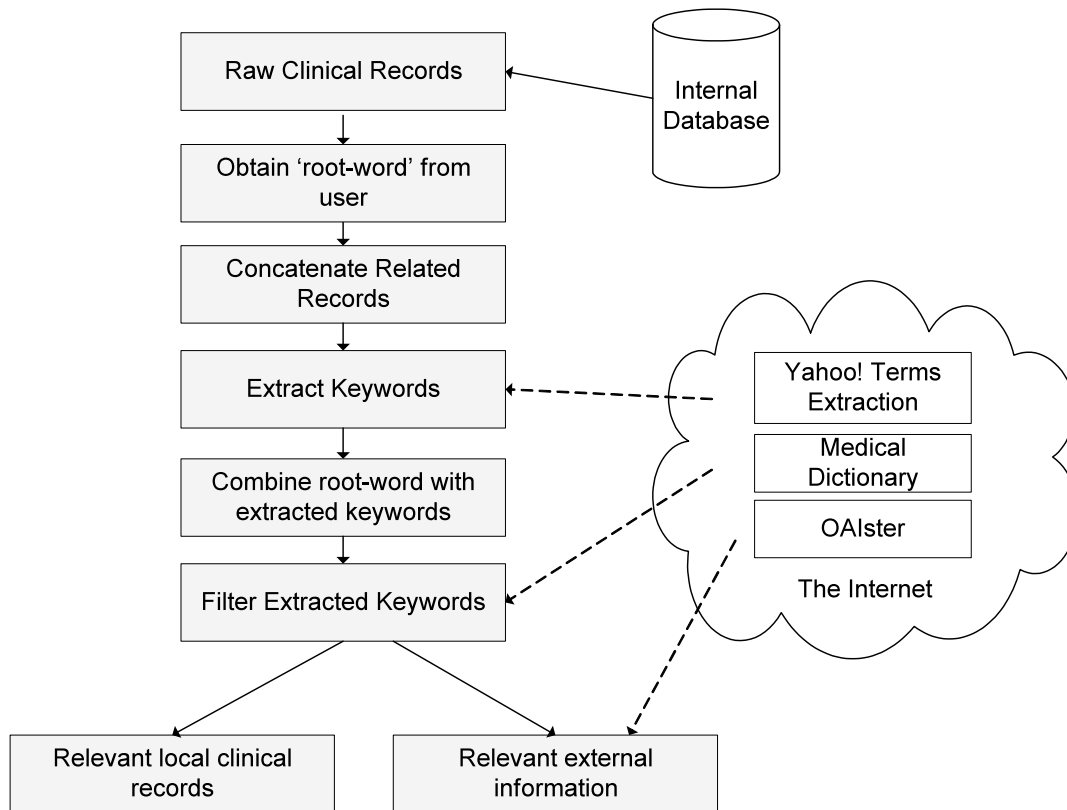 Raw Clinical Records
Internal
Database
Obtain ‘root-word’ from
user
Concatenate Related
Records
Extract Keywords
Yahoo! Terms
Extraction
Medical
Dictionary
Combine root-word with
extracted keywords
OAIster
The Internet
Filter Extracted Keywords
Relevant local clinical
records
Relevant external
information